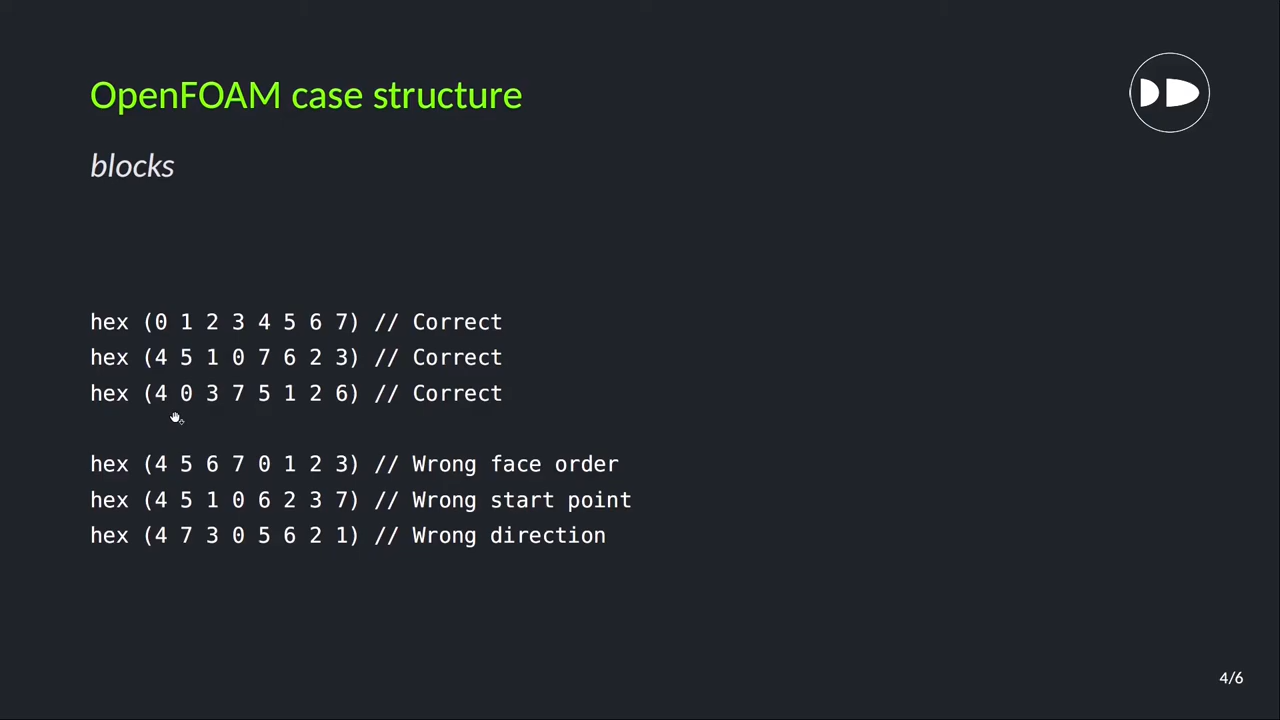 OpenFOAM case structure
blocks
hex (0 1 2 3 4 5 6 7) // Correct
hex (4 5 1 0 7 6 2 3) // Correct
hex (4 0 3 7 5 1 2 6) // Correct
hex (4 5 6 7 0 1 2 3) // Wrong face order
hex (4 5 1 0 6 2 3 7) // Wrong start point
hex (4 7 3 0 5 6 2 1) // Wrong direction
4/6